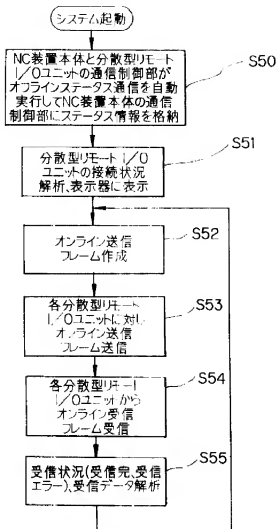 システム起動
NC装置本体と分散型リモート
I/Oユニットの通信制御部が
オフラインステータス通信を自動
実行してNC装置本体の通信
制御部にステータス情報を格納
S50
分散型リモートI/O
ユニットの接続状況
解析、表示器に表示
S51
オンライン送信
フレーム作成
S52
各分散型リモート
I/Oユニットに対し
オンライン送信
フレーム送信
S53
各分散型リモート
I/Oユニットから
オンライン受信
フレーム受信
S54
受信状況(受信完、受信
エラー)、受信データ解析
S55